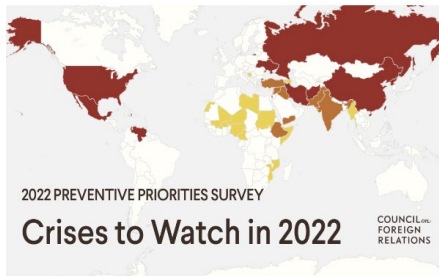 2022 PREVENTIVE PRIORITIES SURVEY
Crises to Watch in 2022
COUNCIL on
FOREIGN
RELATIONS